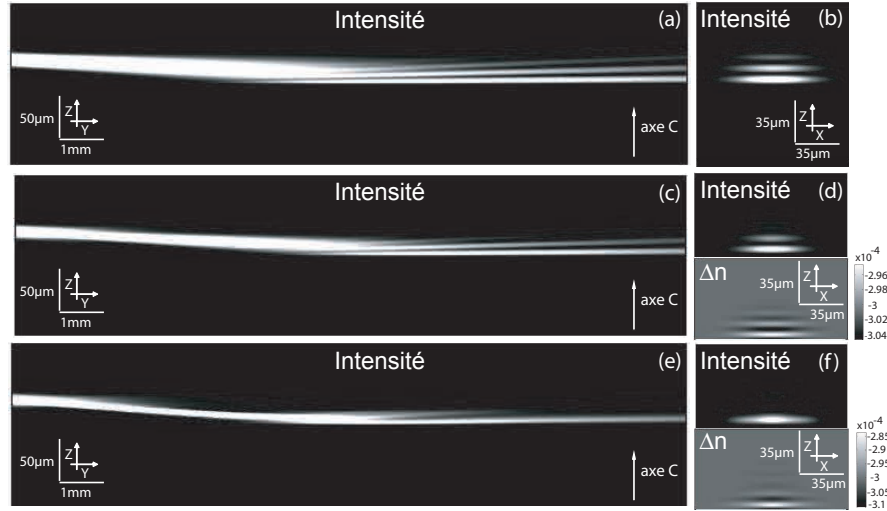 Intensité (a)
50µm
Z
Y
1mm
axe C
Intensité (b)
35µm
Z
X
35µm
Intensité (c)
50µm
Z
Y
1mm
axe C
Intensité (d)
Δn
35µm
Z
X
35µm
x10⁻⁴
-2.96
-2.98
-3
-3.02
-3.04
Intensité (e)
50µm
Z
Y
1mm
axe C
Intensité (f)
Δn
35µm
Z
X
35µm
x10⁻⁴
-2.85
-2.9
-2.95
-3
-3.05
-3.1